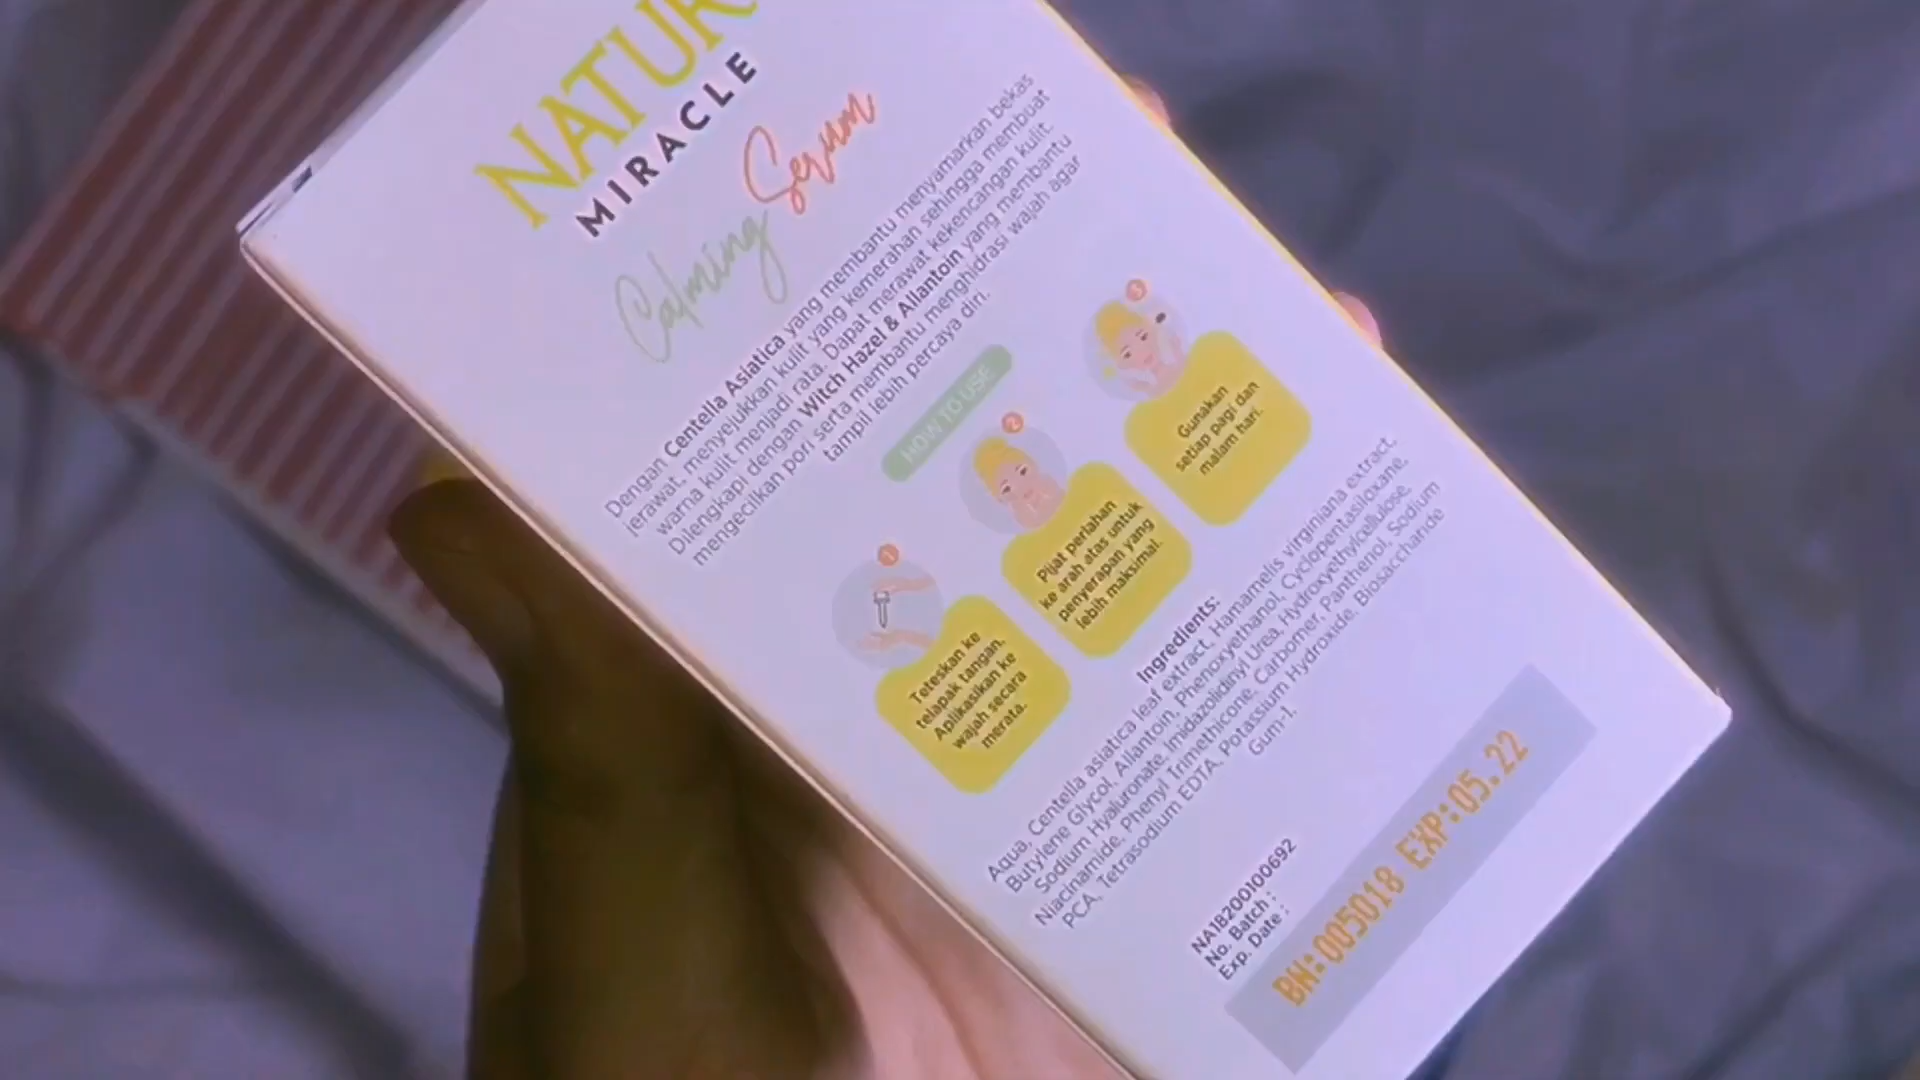 NATUR
MIRACLE
Calming Serum
Dengan Centella Asiatica yang membantu menyamarkan bekas
jerawat, menyejukkan kulit yang kemerahan sehingga membuat
warna kulit menjadi rata. Dapat merawat kekencangan kulit.
Dilengkapi dengan Witch Hazel & Allantoin yang membantu
mengecilkan pori serta membantu menghidrasi wajah agar
tampil lebih percaya diri.
HOW TO USE
1
Teteskan ke
telapak tangan.
Aplikasikan ke
wajah secara
merata.
2
Pijat perlahan
ke arah atas untuk
penyerapan yang
lebih maksimal.
3
Gunakan
setiap pagi dan
malam hari.
Ingredients:
Aqua, Centella asiatica leaf extract, Hamamelis virginiana extract,
Butylene Glycol, Allantoin, Phenoxyethanol, Cyclopentasiloxane,
Sodium Hyaluronate, Imidazolidinyl Urea, Hydroxyethylcellulose,
Niacinamide, Phenyl Trimethicone, Carbomer, Panthenol, Sodium
PCA, Tetrasodium EDTA, Potassium Hydroxide, Biosaccharide
Gum-1.
NA18200100692
No. Batch :
Exp. Date :
BN:005018 EXP:05.22